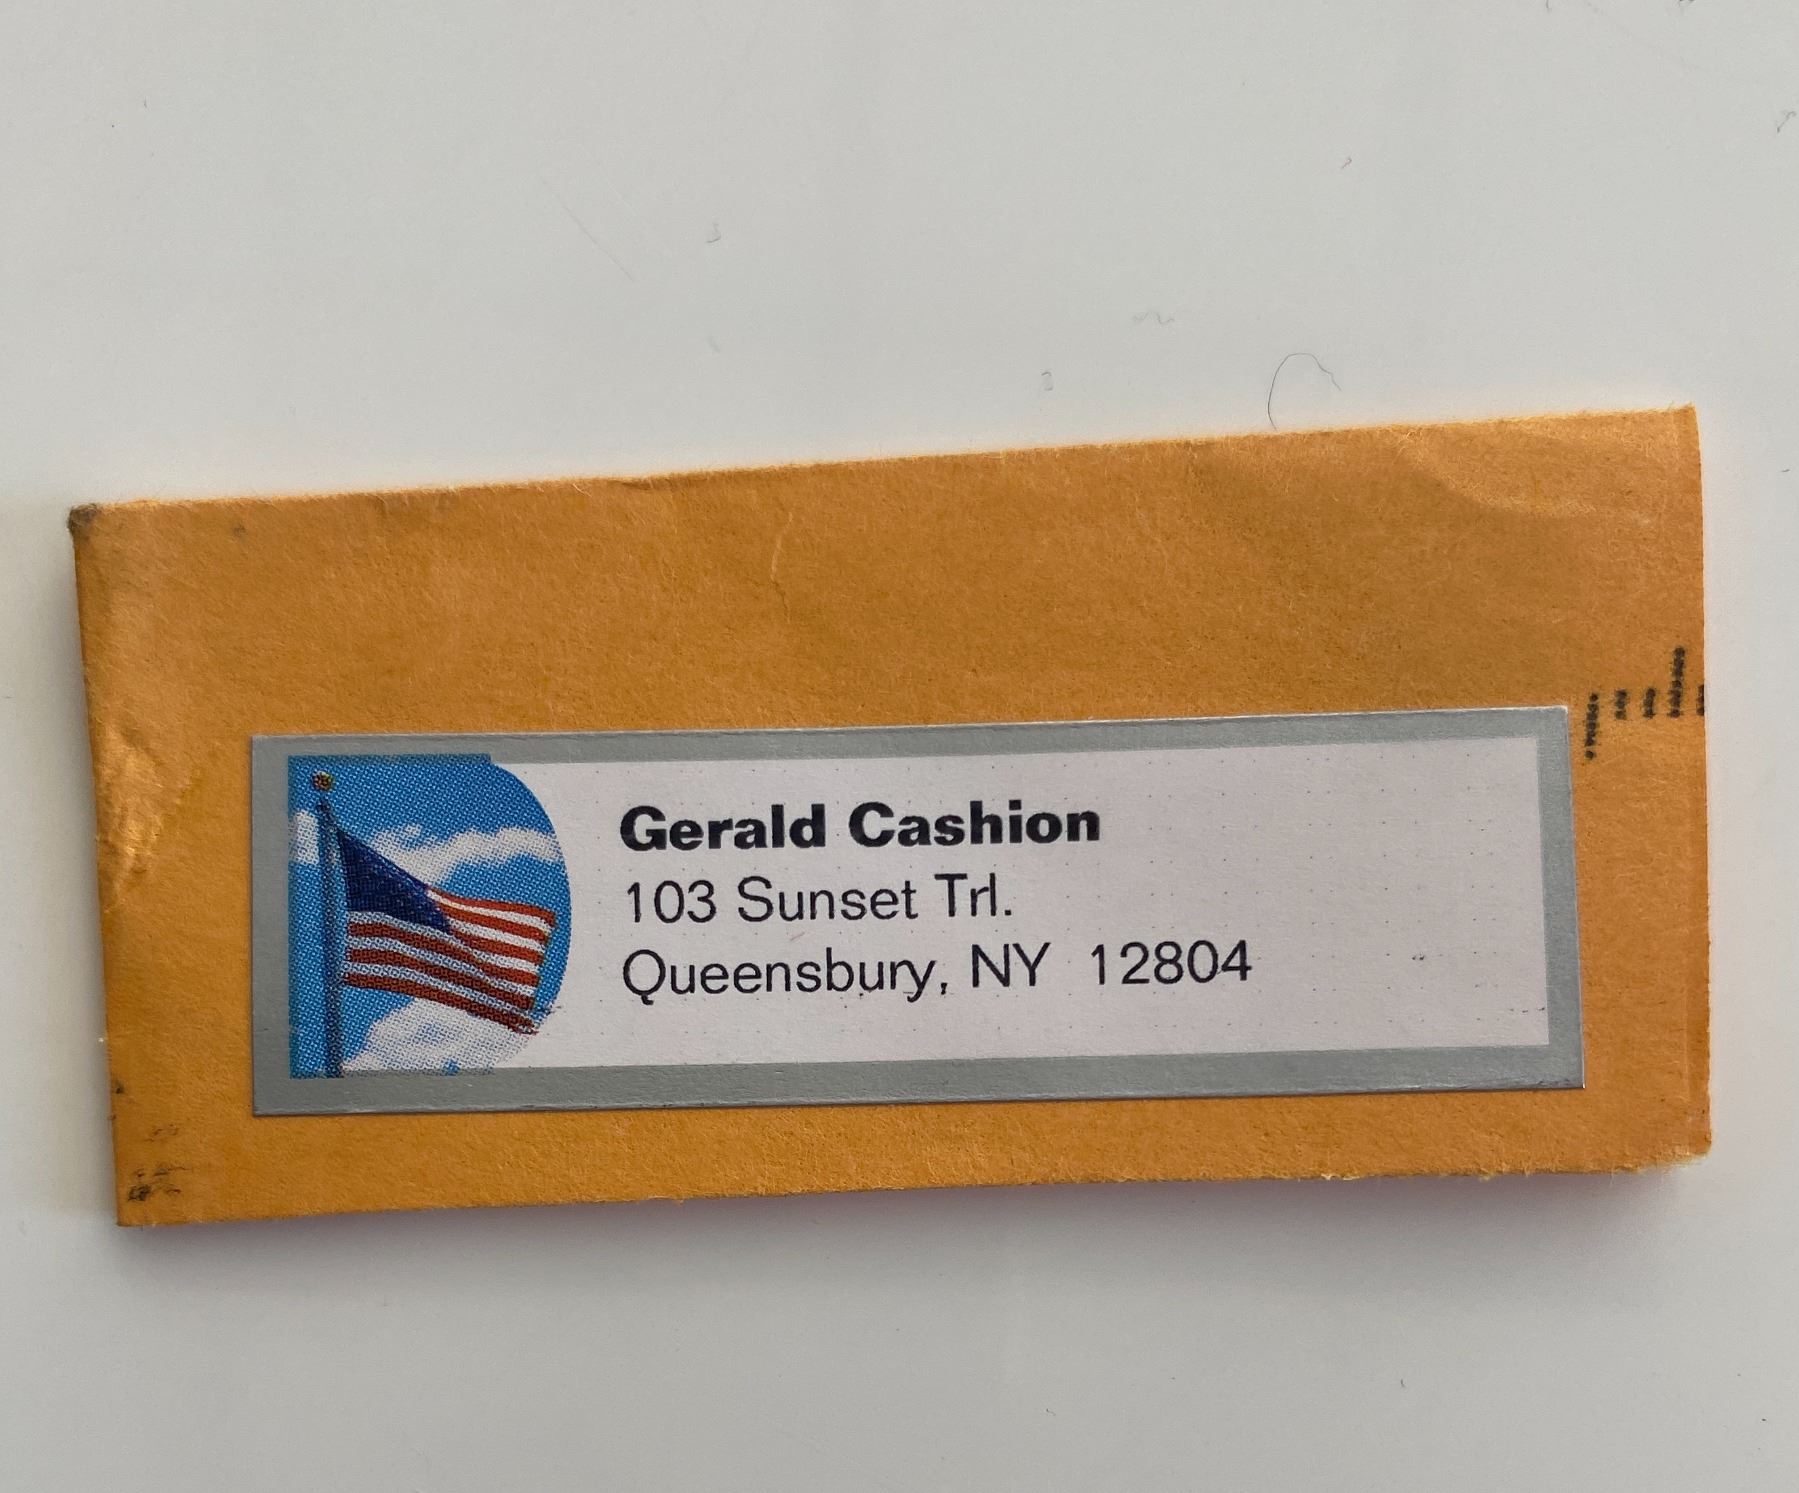 Gerald Cashion
103 Sunset Trl.
Queensbury, NY 12804